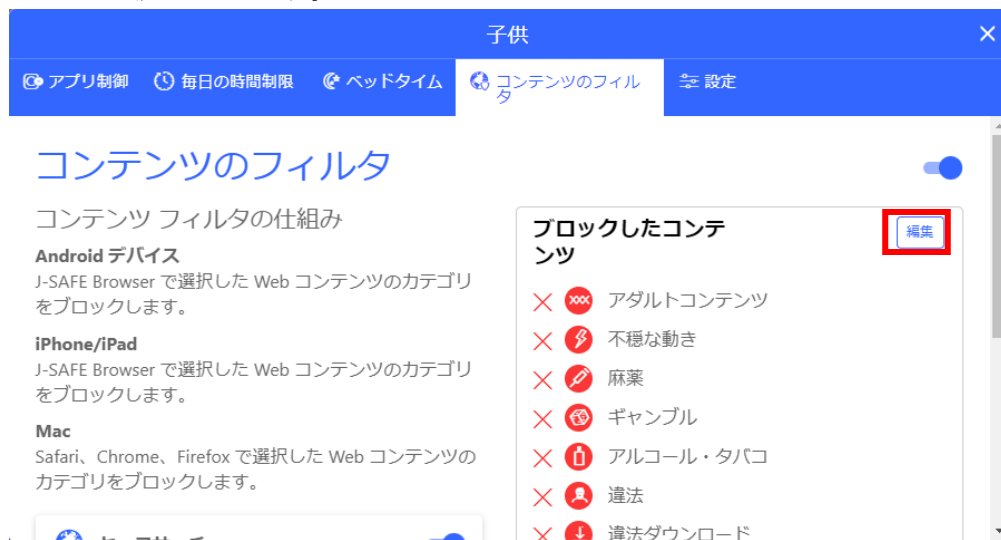 子供
アプリ制御
毎日の時間制限
ベッドタイム
コンテンツのフィル
タ
設定
コンテンツのフィルタ
コンテンツ フィルタの仕組み
Android デバイス
J-SAFE Browser で選択した Web コンテンツのカテゴリ
をブロックします。
iPhone/iPad
J-SAFE Browser で選択した Web コンテンツのカテゴリ
をブロックします。
Mac
Safari、Chrome、Firefox で選択した Web コンテンツの
カテゴリをブロックします。
ブロックしたコンテ
ンツ
編集
アダルトコンテンツ
不穏な動き
麻薬
ギャンブル
アルコール・タバコ
違法
違法ダウンロード